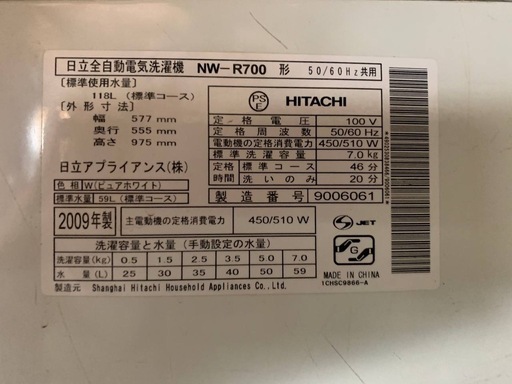 日立全自動電気洗濯機 NW-R700 形 50/60Hz共用
[標準使用水量]
118L (標準コース)
[外形寸法]
幅 577 mm
奥行 555 mm
高さ 975 mm
日立アプライアンス(株)
色 相 W(ピュアホワイト)
標準水量 59L (標準コース)
PS
E
HITACHI
定格電圧 100 V
定格周波数 50/60 Hz
電動機の定格消費電力 450/510 W
標準洗濯容量 7.0kg
定格 標準コース 46分
時間 洗いのみ 20分
製造番号 9006061
2009年製 主電動機の定格消費電力 450/510 W
洗濯容量と水量 (手動設定の水量)
洗濯容量(kg) 0.5 1.5 2.5 3.5 5.0 7.0
水 量(L) 25 30 35 40 50 59
製造元 Shanghai Hitachi Household Appliances Co., Ltd.
S JET
G
MADE IN CHINA
1CHSC9866-A